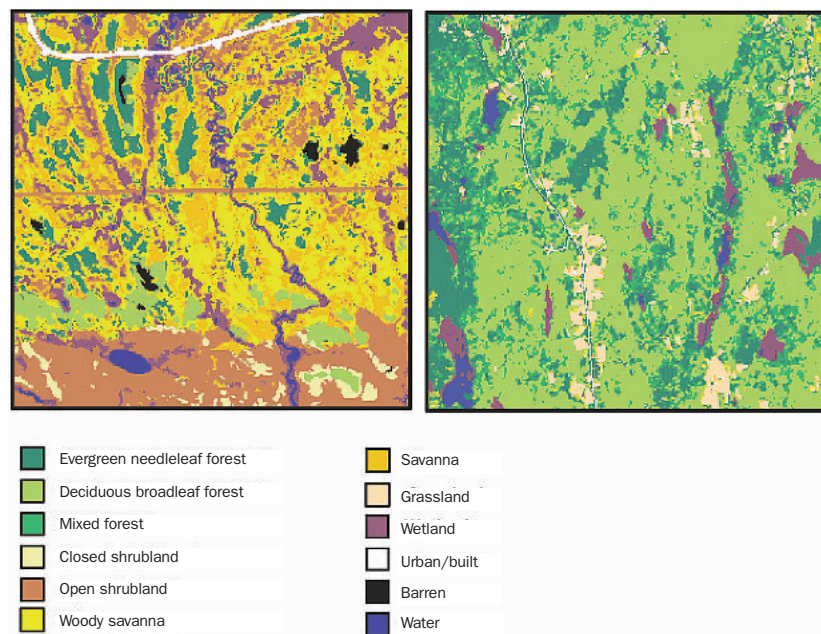 Evergreen needleleaf forest
Deciduous broadleaf forest
Mixed forest
Closed shrubland
Open shrubland
Woody savanna
Savanna
Grassland
Wetland
Urban/built
Barren
Water